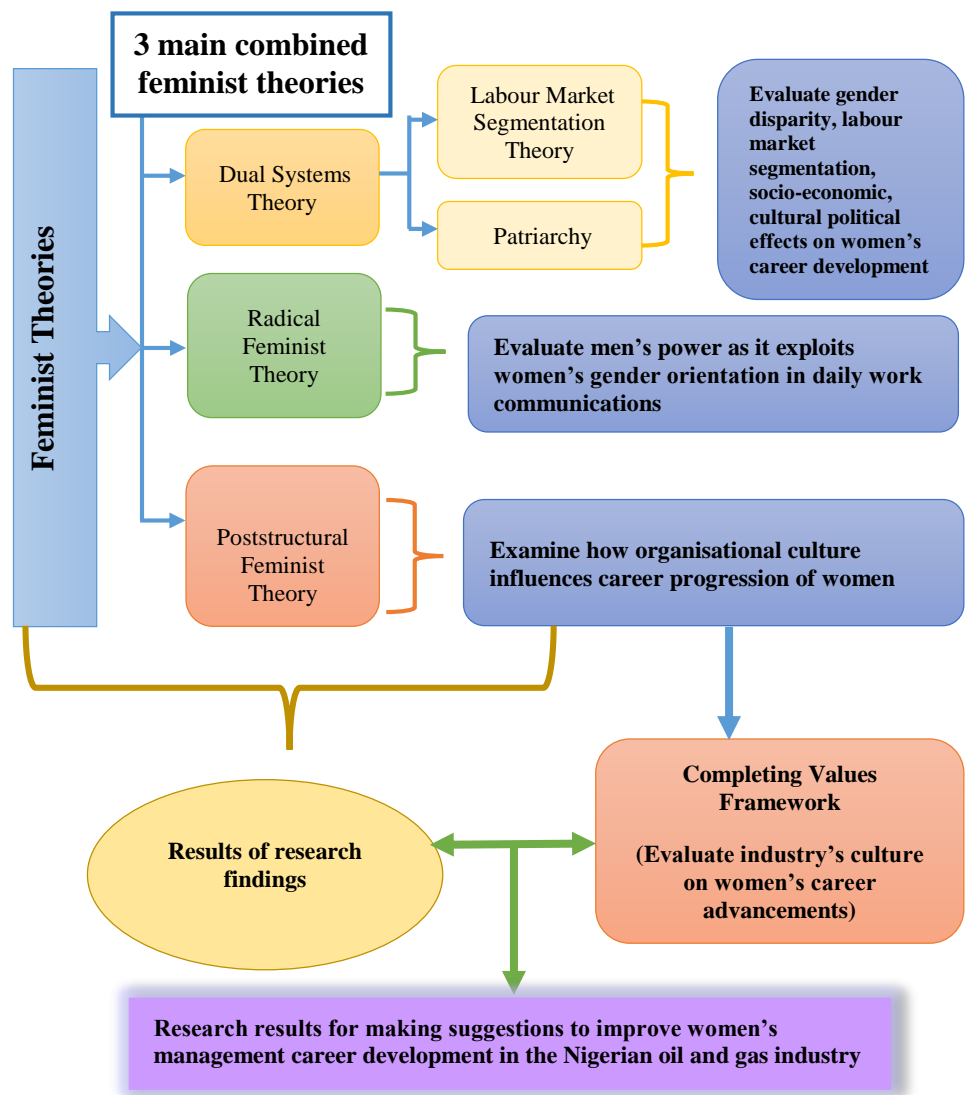 3 main combined
feminist theories
Feminist Theories
Dual Systems
Theory
Labour Market
Segmentation
Theory
Patriarchy
Evaluate gender
disparity, labour
market
segmentation,
socio-economic,
cultural political
effects on women’s
career development
Radical
Feminist
Theory
Evaluate men’s power as it exploits
women’s gender orientation in daily work
communications
Poststructural
Feminist
Theory
Examine how organisational culture
influences career progression of women
Results of research
findings
Completing Values
Framework
(Evaluate industry’s culture
on women’s career
advancements)
Research results for making suggestions to improve women’s
management career development in the Nigerian oil and gas industry